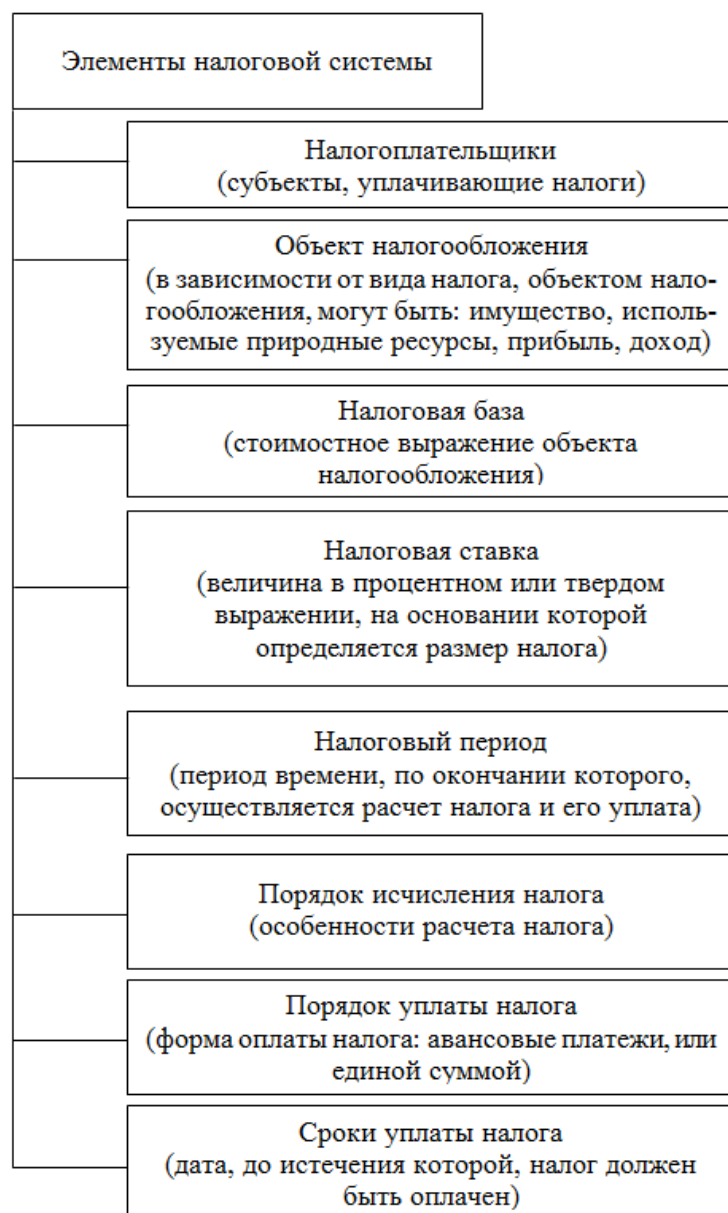 Элементы налоговой системы
Налогоплательщики
(субъекты, уплачивающие налоги)
Объект налогообложения
(в зависимости от вида налога, объектом нало-
гообложения, могут быть: имущество, исполь-
зуемые природные ресурсы, прибыль, доход)
Налоговая база
(стоимостное выражение объекта
налогообложения)
Налоговая ставка
(величина в процентном или твердом
выражении, на основании которой
определяется размер налога)
Налоговый период
(период времени, по окончании которого,
осуществляется расчет налога и его уплата)
Порядок исчисления налога
(особенности расчета налога)
Порядок уплаты налога
(форма оплаты налога: авансовые платежи, или
единой суммой)
Сроки уплаты налога
(дата, до истечения которой, налог должен
быть оплачен)